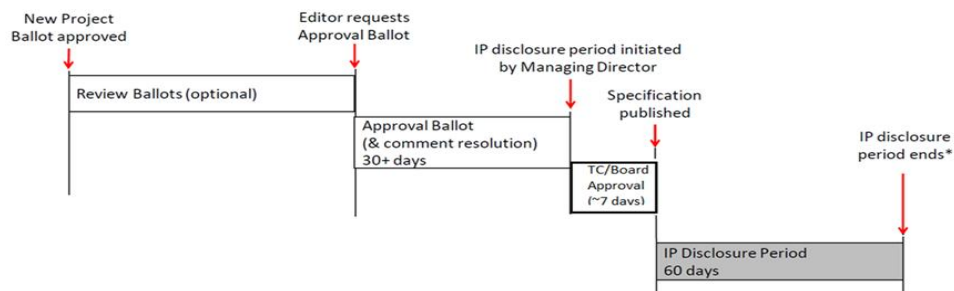 New Project
Ballot approved
Editor requests
Approval Ballot
IP disclosure period initiated
by Managing Director
Specification
published
IP disclosure
period ends*
Review Ballots (optional)
Approval Ballot
(& comment resolution)
30+ days
TC/Board
Approval
(~7 days)
IP Disclosure Period
60 days